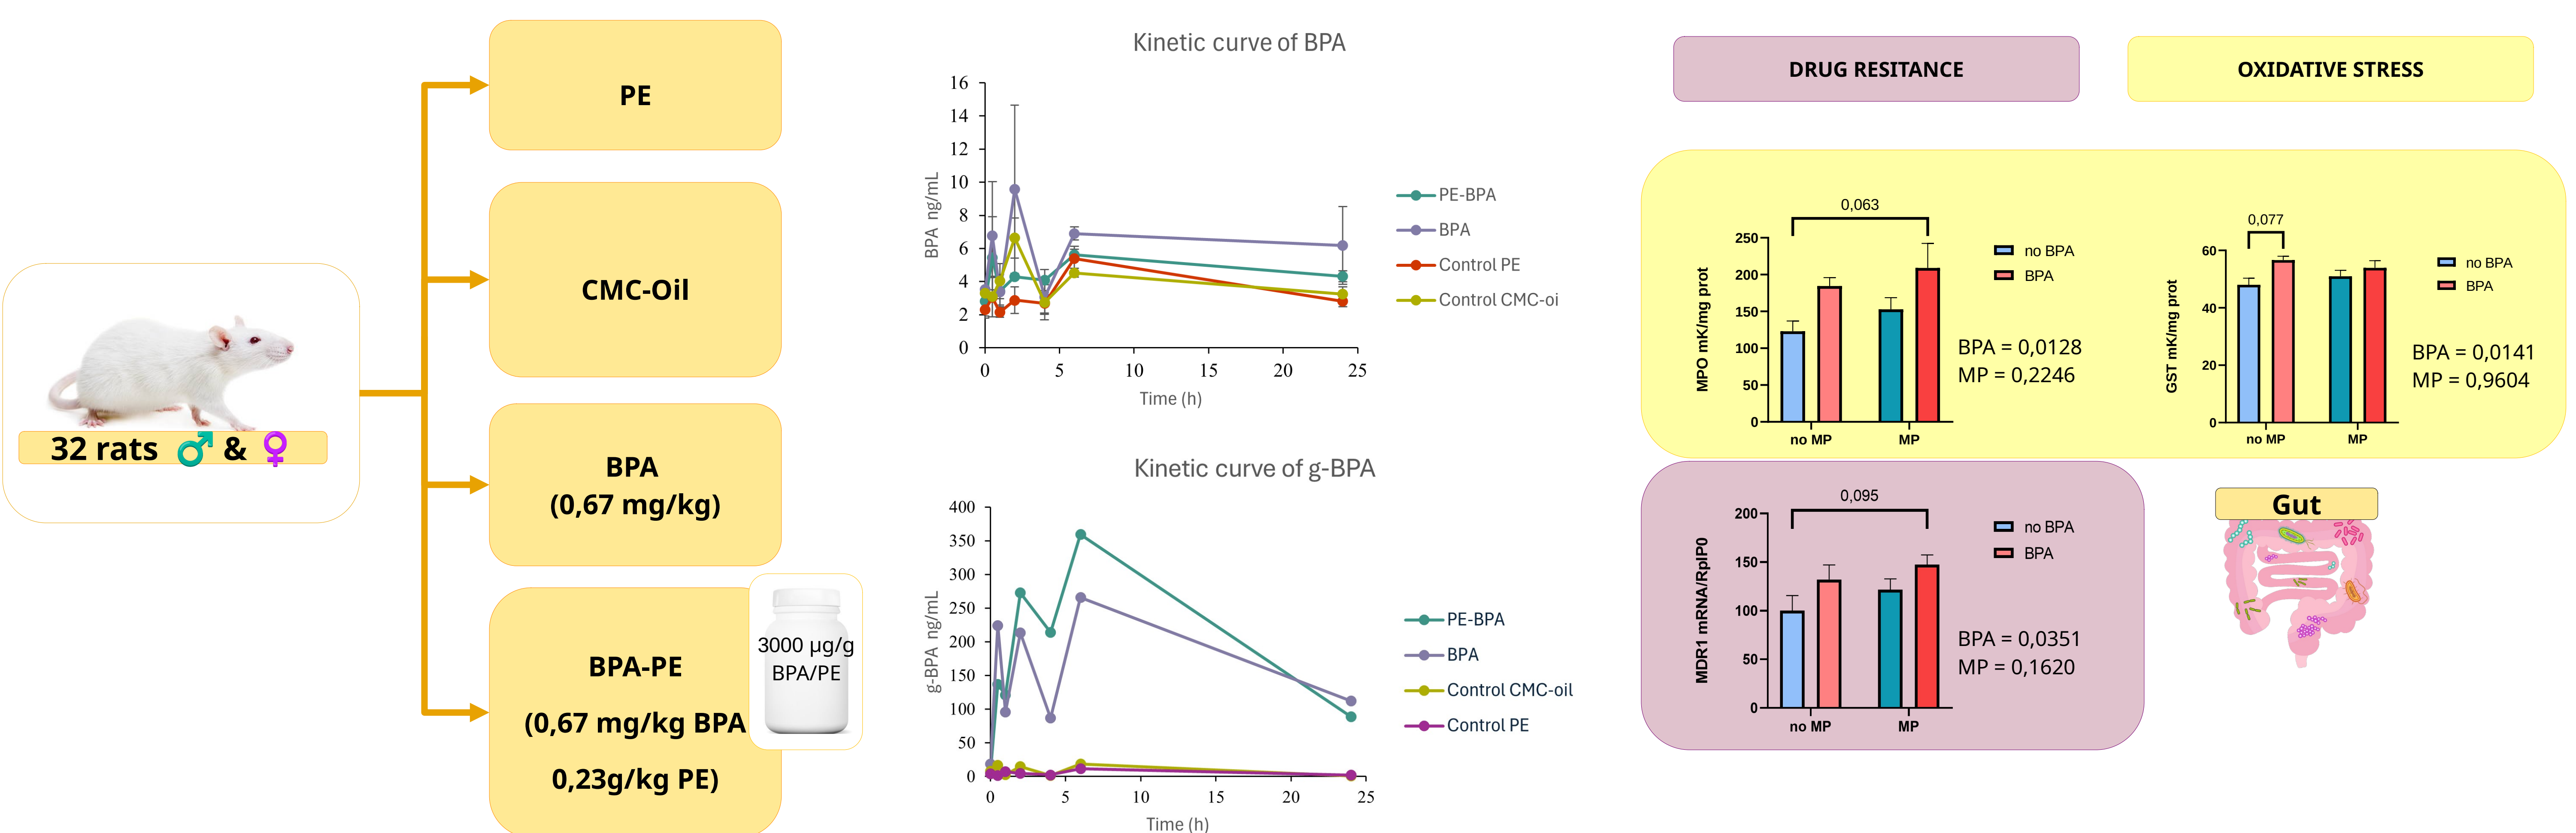 PE
CMC-Oil
BPA
(0,67 mg/kg)
BPA-PE
(0,67 mg/kg BPA
0,23g/kg PE)
3000 µg/g
BPA/PE
32 rats ♂ & ♀
Kinetic curve of BPA
BPA ng/mL
16
14
12
10
8
6
4
2
0
0 5 10 15 20 25
Time (h)
PE-BPA
BPA
Control PE
Control CMC-oi
Kinetic curve of g-BPA
g-BPA ng/mL
400
350
300
250
200
150
100
50
0
0 5 10 15 20 25
Time (h)
PE-BPA
BPA
Control CMC-oil
Control PE
DRUG RESITANCE
OXIDATIVE STRESS
0,063
MPO mK/mg prot
250
200
150
100
50
0
no MP MP
no BPA
BPA
BPA = 0,0128
MP = 0,2246
0,077
GST mK/mg prot
60
40
20
0
no MP MP
no BPA
BPA
BPA = 0,0141
MP = 0,9604
0,095
MDR1 mRNA/RplP0
200
150
100
50
0
no MP MP
no BPA
BPA
BPA = 0,0351
MP = 0,1620
Gut